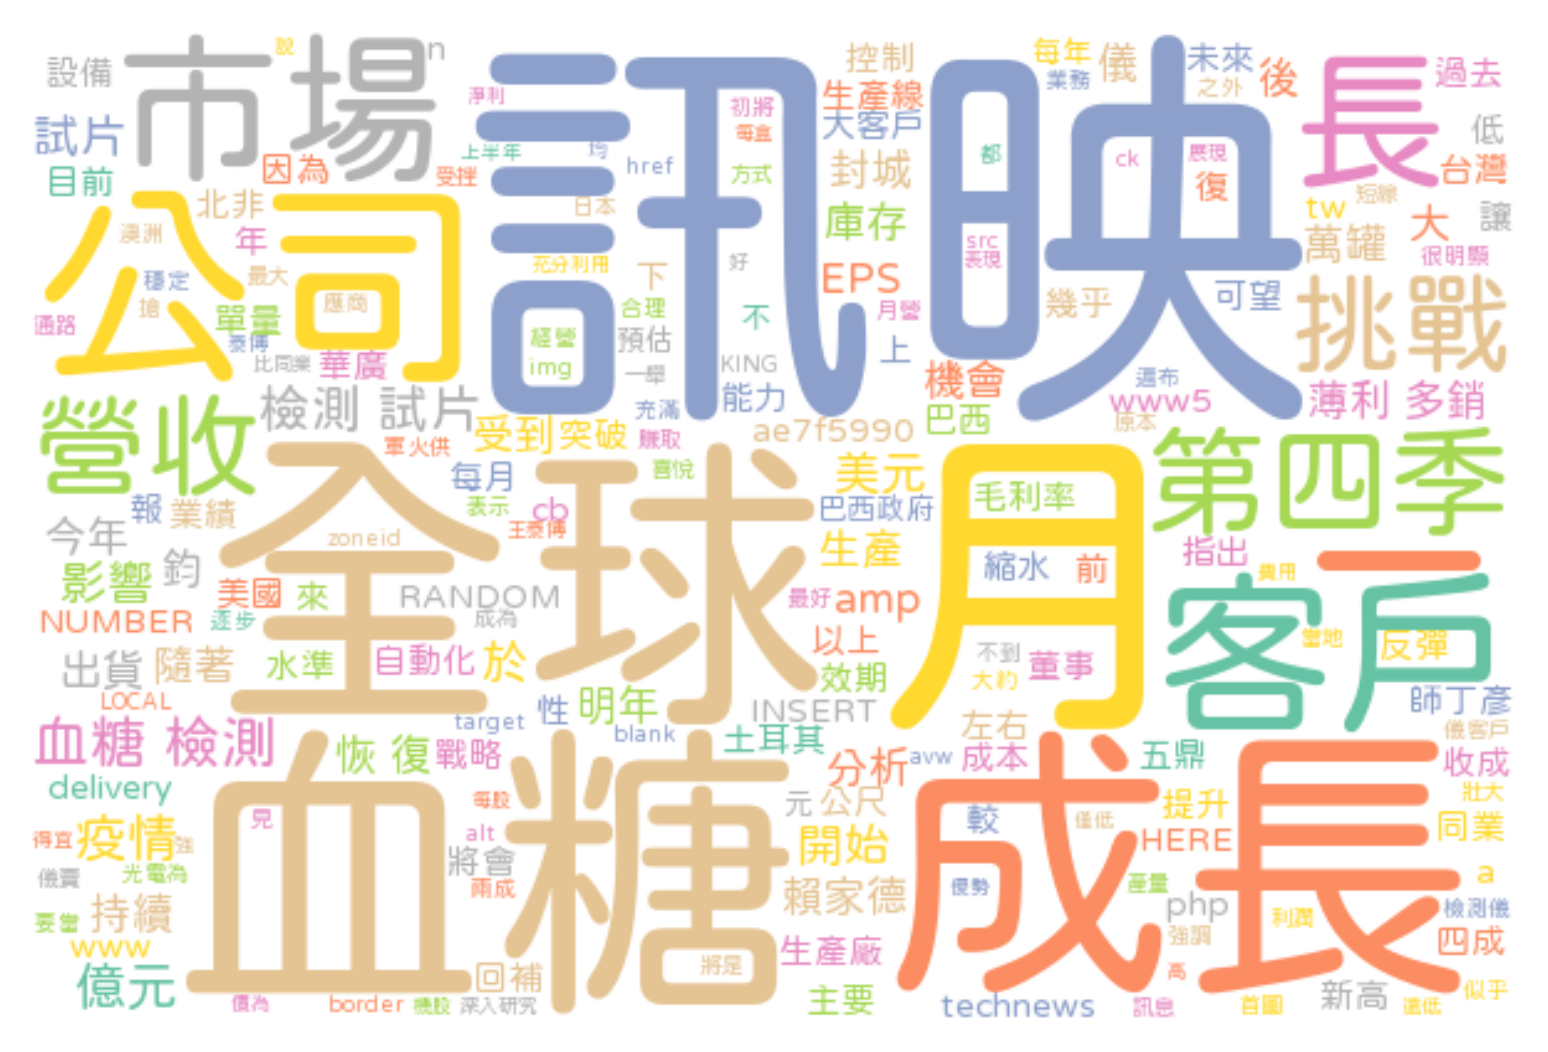 設備
市場
說
n
訊映
控制
每年
儀
未來
後
長
過去
業務
之外
淨利
初將
生產線
大客戶
低
試片
每盒
上半年
均
href
方式
都
ck
展現
因為
受挫
目前
封城
復
台灣
短線
北非
日本
庫存
tw
大
讓
公司
澳洲
年
src
表現
萬罐
很明顯
充分利用
好
下
EPS
穩定
最大
應商
搶
單量
合理
不
月營
幾乎
可望
挑戰
通路
泰博
經營
img
預估
上
比同業
華廣
一舉
KING
機會
遍布
營收
檢測 試片
充滿
能力
www5
薄利 多銷
巴西
原本
軍火供
受到
突破
賺取
ae7f5990
第四季
每月
全球
喜悅
美元
月
毛利率
報
業績
表示
cb
王泰博
巴西政府
今年
zoneid
生產
指出
影響
鈞
縮水
前
一
費用
美國
來
RANDOM
成為
最好
amp
客戶
NUMBER
逐步
以上
當地
反彈
出貨
隨著
水準
自動化
於
不到
大約
董事
效期
LOCAL
性
明年
INSERT
師丁彥
target
blank
左右
儀客戶
血糖 檢測
恢復
戰略
土耳其
分析
avw
成本
五鼎
收成
delivery
血糖
每股
元
公尺
成長
較
僅低
提升
壯大
得宜
疫情
強
見
alt
開始
HERE
同業
儀賣
光電為
將會
兩成
賴家德
優勢
產量
a
要當
持續
php
利潤
檢測儀
www
將是
生產廠
強調
四成
億元
回補
高
主要
新高
似乎
價為
border
機設
深入研究
technews
訊息
首圖
遠低